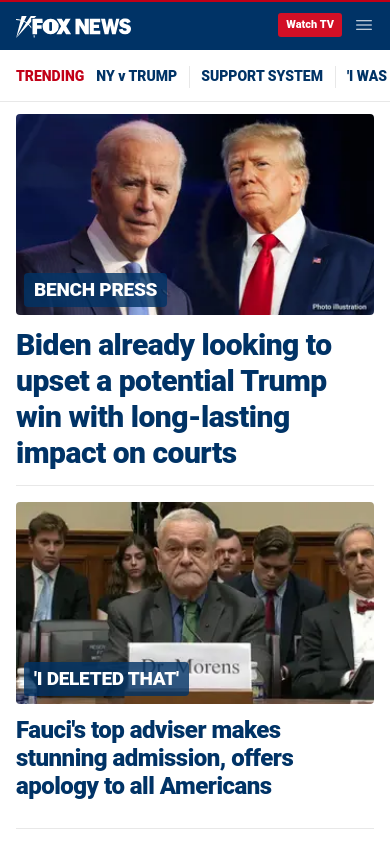 FOX NEWS
Watch TV
TRENDING NY v TRUMP SUPPORT SYSTEM 'I WAS
BENCH PRESS
Photo illustration
Biden already looking to
upset a potential Trump
win with long-lasting
impact on courts
Dr. Morens
'I DELETED THAT'
Fauci's top adviser makes
stunning admission, offers
apology to all Americans